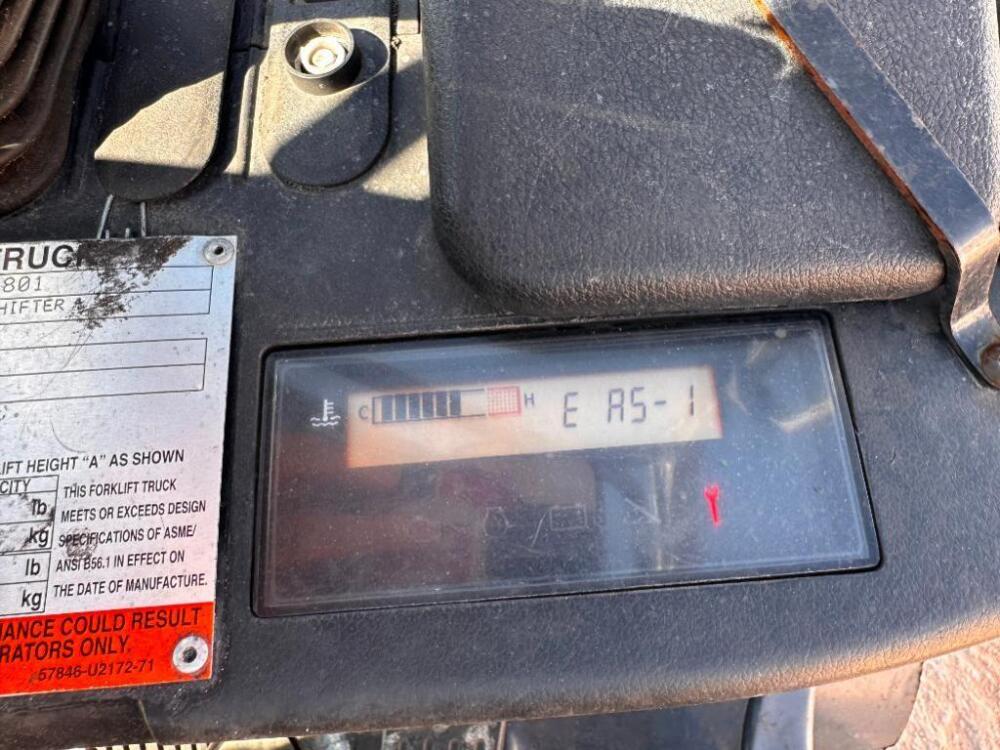 TRUCK
801
HIFTER
LIFT HEIGHT "A" AS SHOWN
CITY
lb
kg
lb
kg
THIS FORKLIFT TRUCK
MEETS OR EXCEEDS DESIGN
SPECIFICATIONS OF ASME/
ANSI B56.1 IN EFFECT ON
THE DATE OF MANUFACTURE.
IANCE COULD RESULT
RATORS ONLY.
57846-U2172-71
C H E A5-1